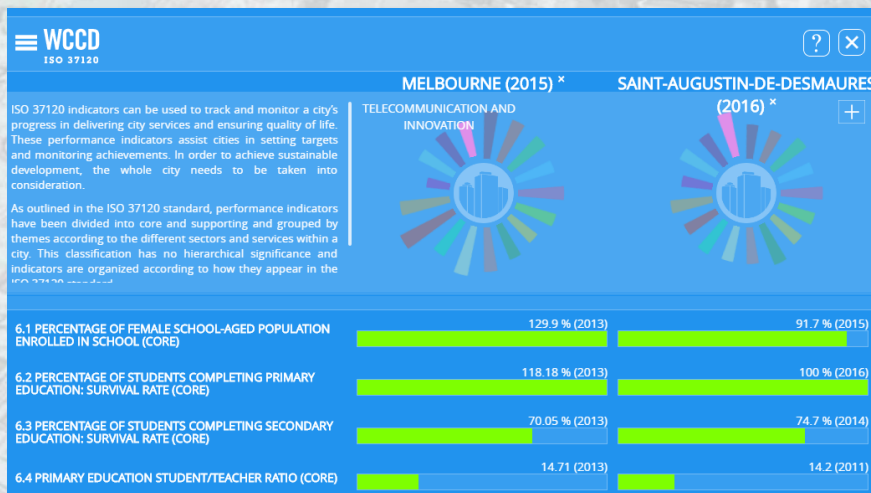 WCCD
ISO 37120
?
MELBOURNE (2015) ×
SAINT-AUGUSTIN-DE-DESMAURES
(2016) ×
ISO 37120 indicators can be used to track and monitor a city's
progress in delivering city services and ensuring quality of life.
These performance indicators assist cities in setting targets
and monitoring achievements. In order to achieve sustainable
development, the whole city needs to be taken into
consideration.
As outlined in the ISO 37120 standard, performance indicators
have been divided into core and supporting and grouped by
themes according to the different sectors and services within a
city. This classification has no hierarchical significance and
indicators are organized according to how they appear in the
ISO 37120 standard
TELECOMMUNICATION AND
INNOVATION
6.1 PERCENTAGE OF FEMALE SCHOOL-AGED POPULATION
ENROLLED IN SCHOOL (CORE)
129.9 % (2013)
91.7 % (2015)
6.2 PERCENTAGE OF STUDENTS COMPLETING PRIMARY
EDUCATION: SURVIVAL RATE (CORE)
118.18 % (2013)
100 % (2016)
6.3 PERCENTAGE OF STUDENTS COMPLETING SECONDARY
EDUCATION: SURVIVAL RATE (CORE)
70.05 % (2013)
74.7 % (2014)
6.4 PRIMARY EDUCATION STUDENT/TEACHER RATIO (CORE)
14.71 (2013)
14.2 (2011)